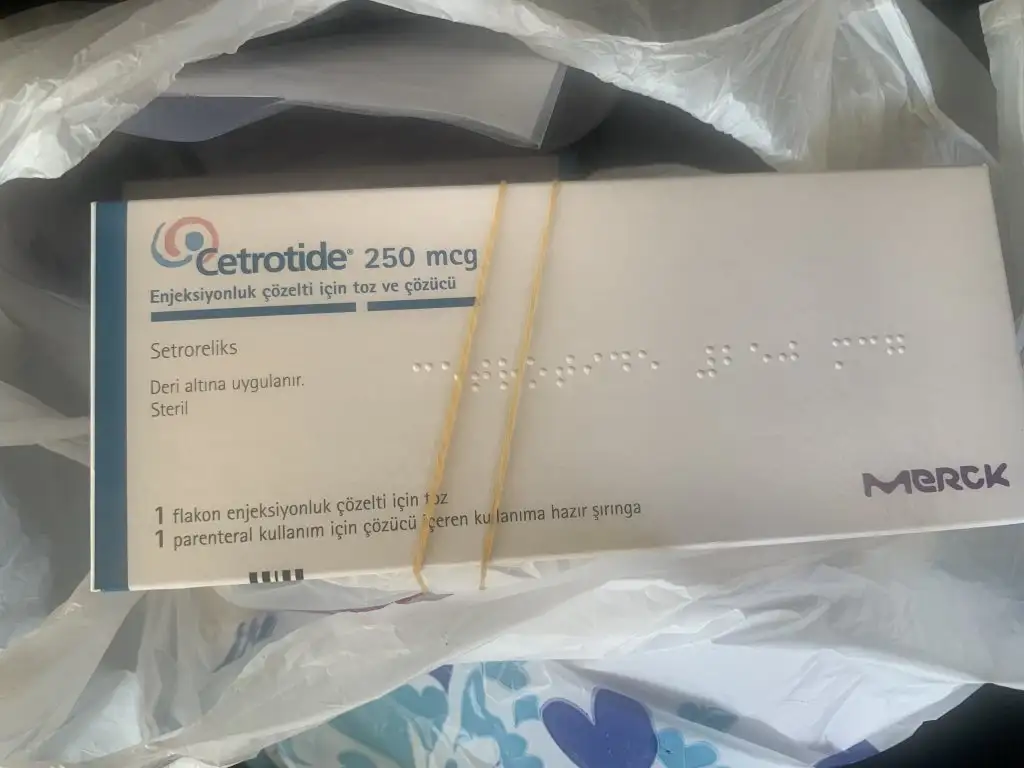 Cetrotide® 250 mcg
Enjeksiyonluk çözelti için toz ve çözücü
Setroreliks
Deri altına uygulanır.
Steril
1 flakon enjeksiyonluk çözelti için toz
1 parenteral kullanım için çözücü içeren kullanıma hazır şırınga
MERCK